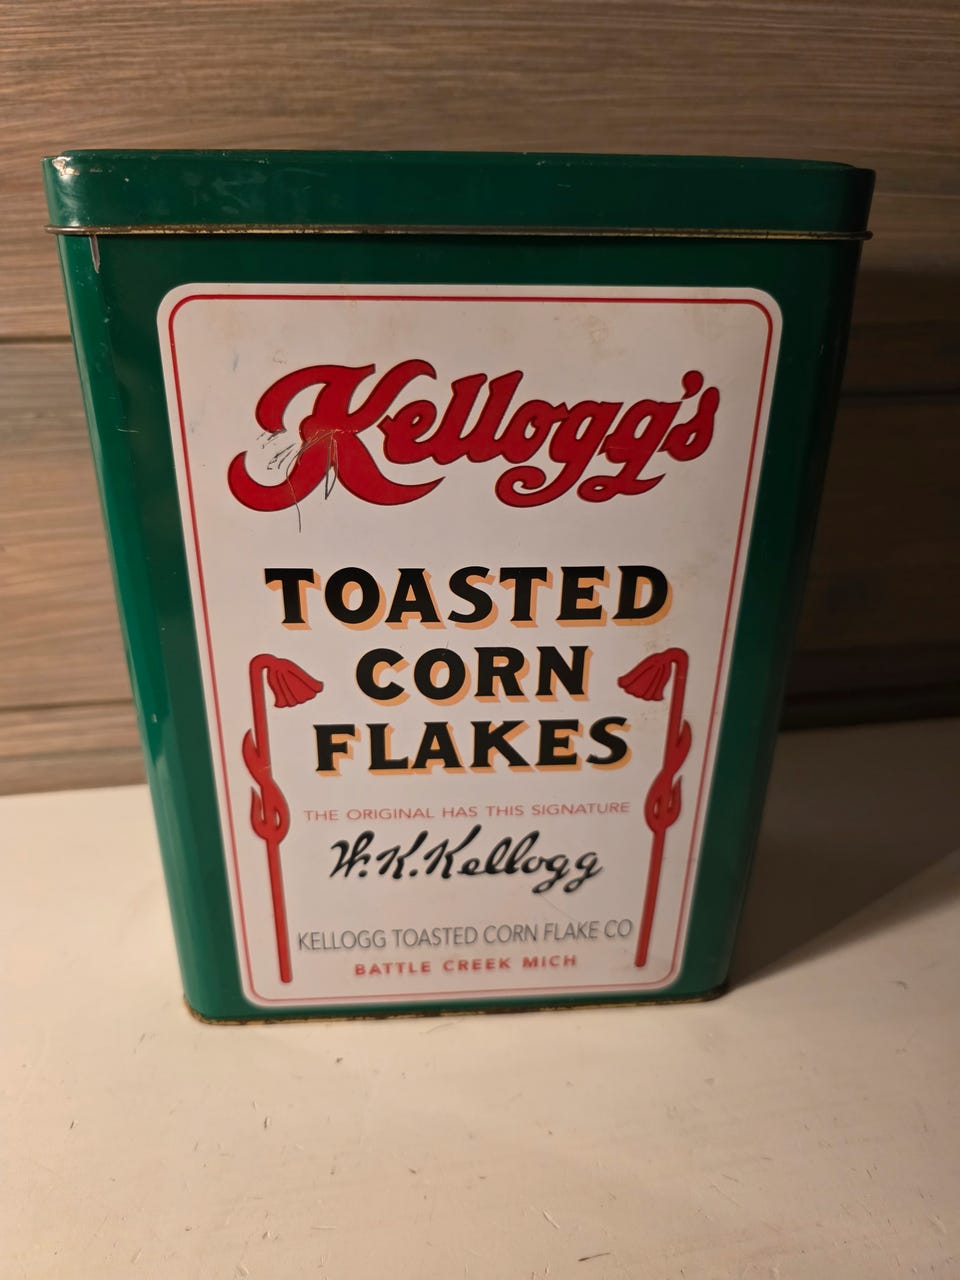 Kellogg's
TOASTED
CORN
FLAKES
THE ORIGINAL HAS THIS SIGNATURE
W.K.Kellogg
KELLOGG TOASTED CORN FLAKE CO
BATTLE CREEK MICH